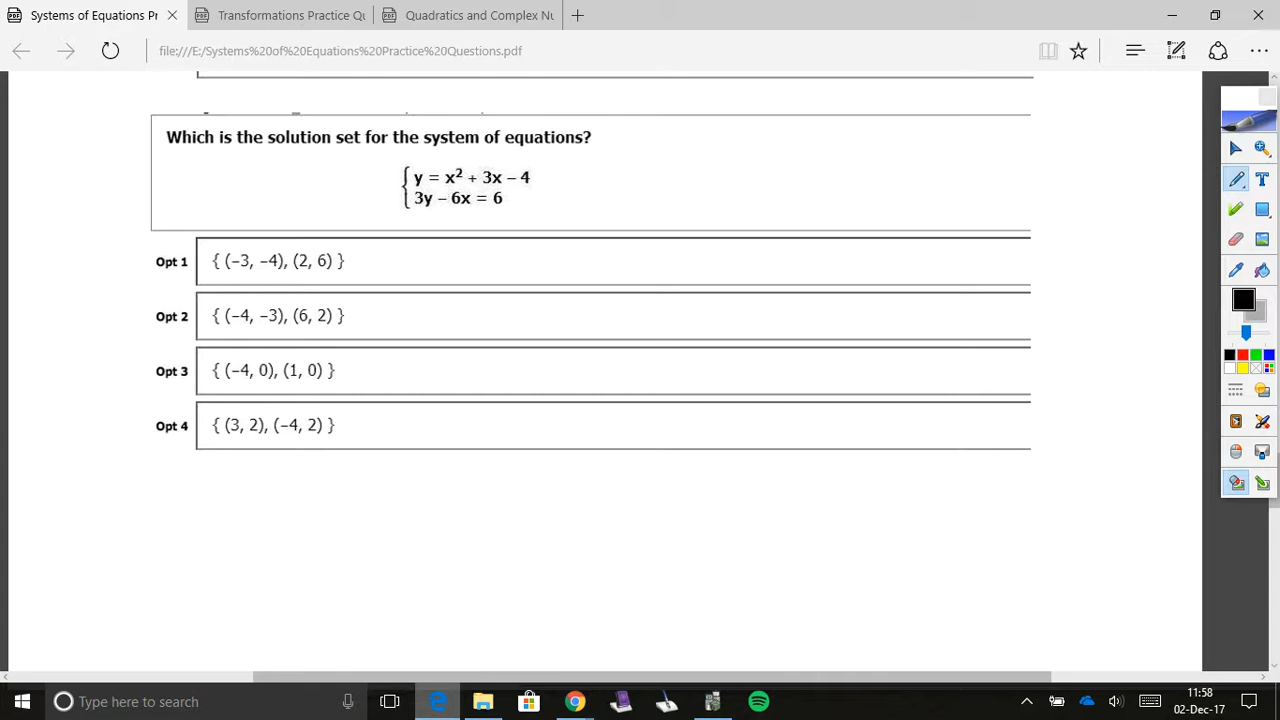 Systems of Equations Pr
Transformations Practice Qu
Quadratics and Complex Nu
file:///E:/Systems%20of%20Equations%20Practice%20Questions.pdf
Which is the solution set for the system of equations?
y = x² + 3x – 4
3y – 6x = 6
Opt 1 { (–3, –4), (2, 6) }
Opt 2 { (–4, –3), (6, 2) }
Opt 3 { (–4, 0), (1, 0) }
Opt 4 { (3, 2), (–4, 2) }
T
Type here to search
11:58
02-Dec-17